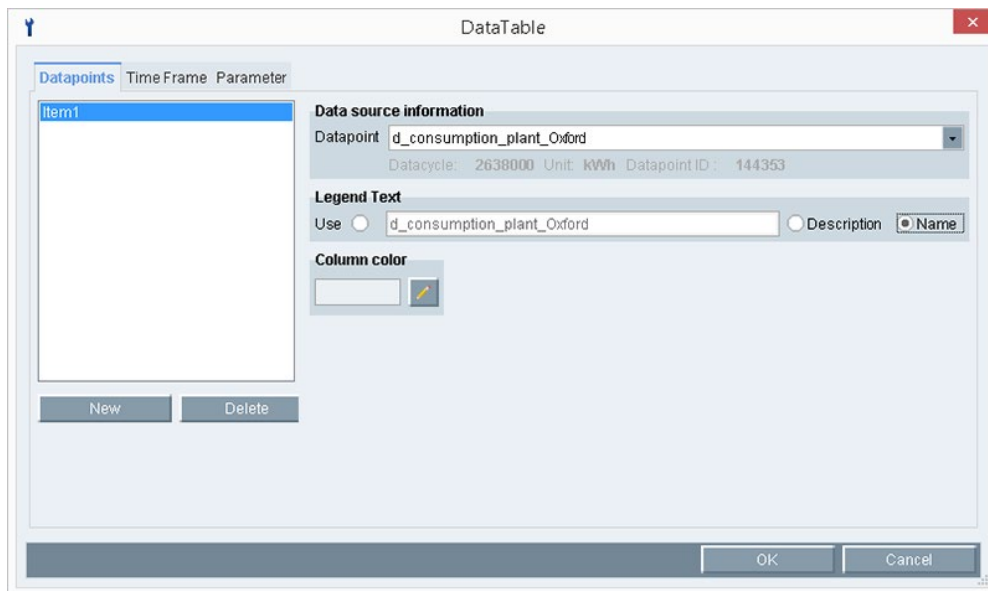 DataTable
Datapoints Time Frame Parameter
Item1
Data source information
Datapoint d_consumption_plant_Oxford
Datacycle: 2638000 Unit: kWh Datapoint ID : 144353
Legend Text
Use d_consumption_plant_Oxford Description Name
Column color
New Delete
OK Cancel